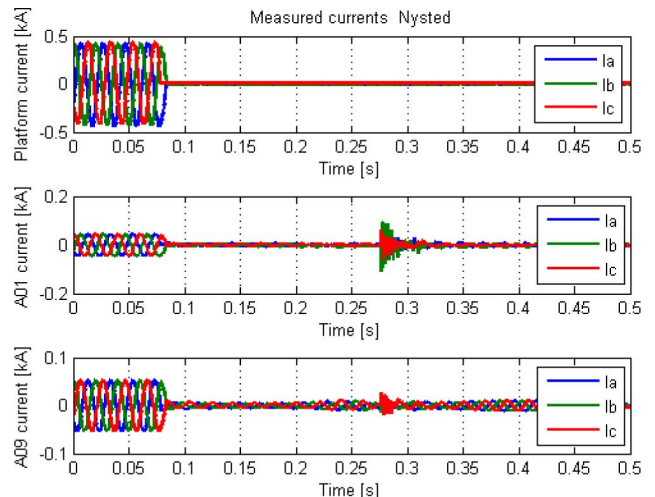 Measured currents  Nysted
Platform current [kA]
0.5
0
-0.5
Ia
Ib
Ic
0 0.05 0.1 0.15 0.2 0.25 0.3 0.35 0.4 0.45 0.5
Time [s]
A01 current [kA]
0.2
0
-0.2
Ia
Ib
Ic
0 0.05 0.1 0.15 0.2 0.25 0.3 0.35 0.4 0.45 0.5
Time [s]
A09 current [kA]
0.1
0
-0.1
Ia
Ib
Ic
0 0.05 0.1 0.15 0.2 0.25 0.3 0.35 0.4 0.45 0.5
Time [s]